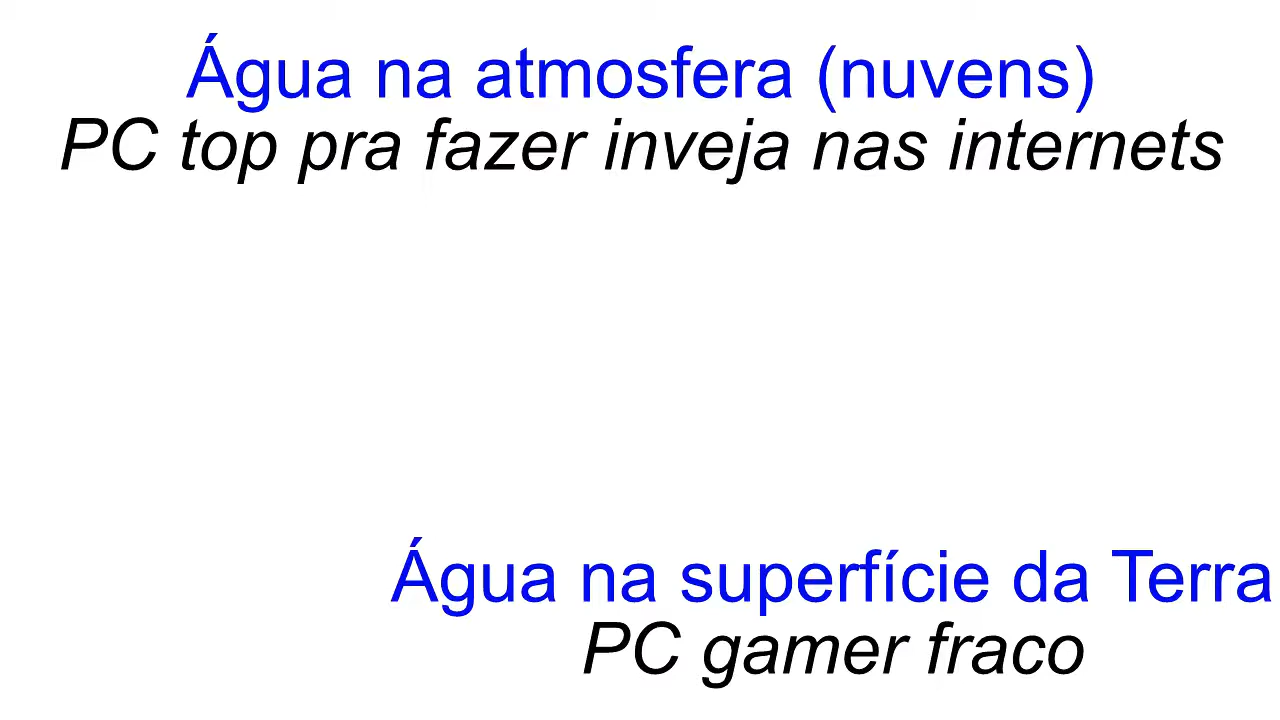 Água na atmosfera (nuvens)
PC top pra fazer inveja nas internets
Água na superfície da Terra
PC gamer fraco